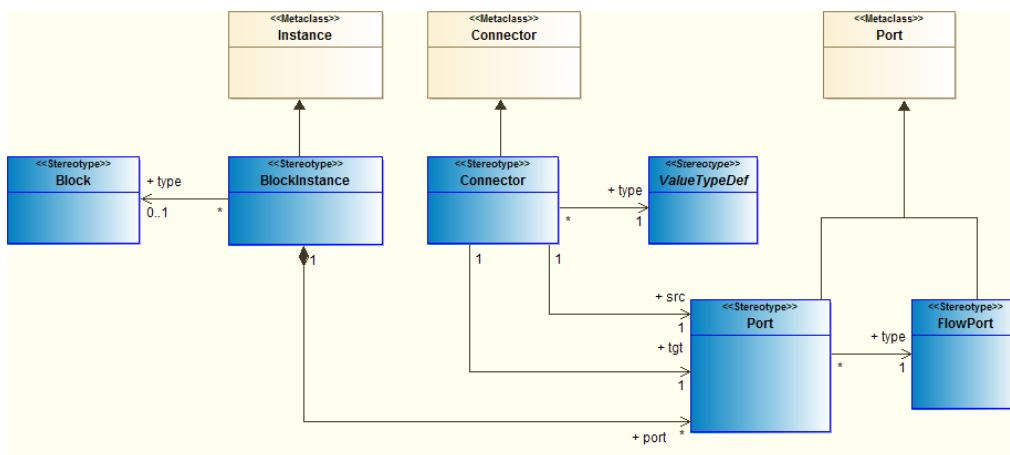 <<Metaclass>>
Instance
<<Metaclass>>
Connector
<<Metaclass>>
Port
<<Stereotype>>
Block
+ type
0..1
*
<<Stereotype>>
BlockInstance
1
<<Stereotype>>
Connector
+ type
*
1
<<Stereotype>>
ValueTypeDef
1
1
+ src
1
+ tgt
1
+ port
*
<<Stereotype>>
Port
+ type
*
1
<<Stereotype>>
FlowPort